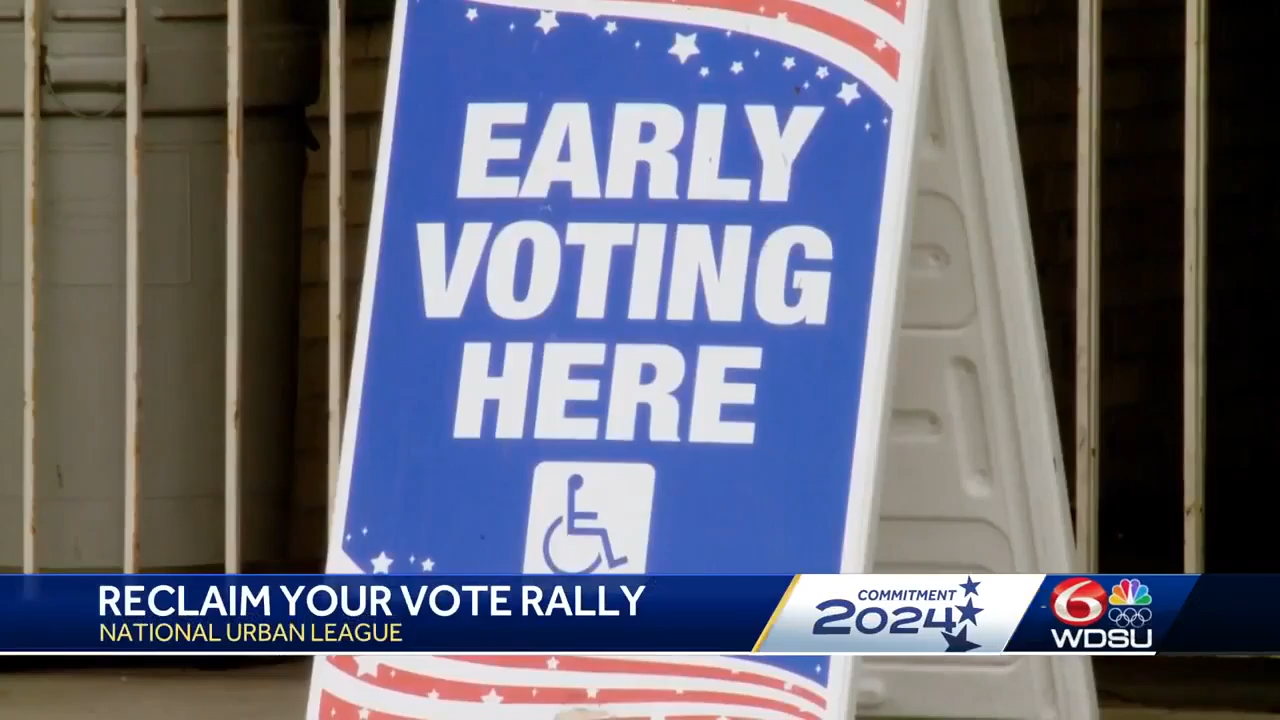 EARLY
VOTING
HERE
RECLAIM YOUR VOTE RALLY
NATIONAL URBAN LEAGUE
COMMITMENT
2024
6
WDSU